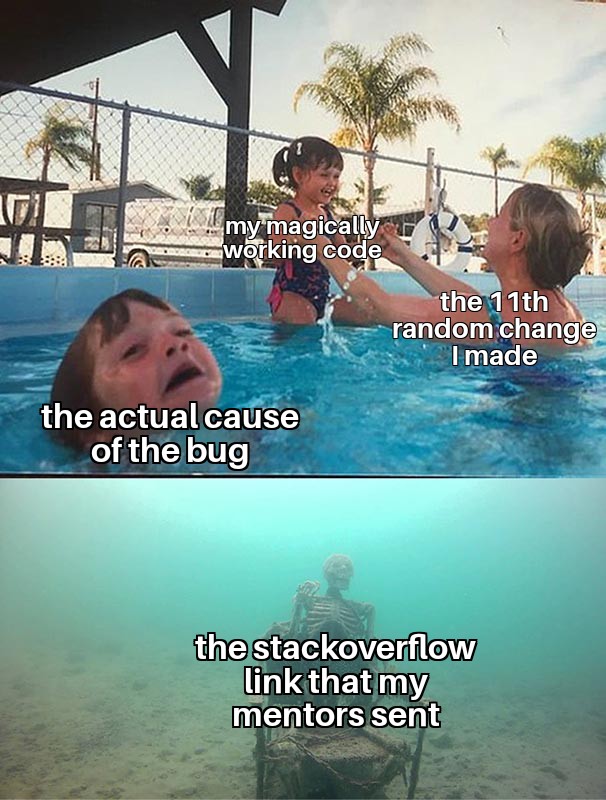 my magically
working code
the 11th
random change
I made
the actual cause
of the bug
the stackoverflow
link that my
mentors sent